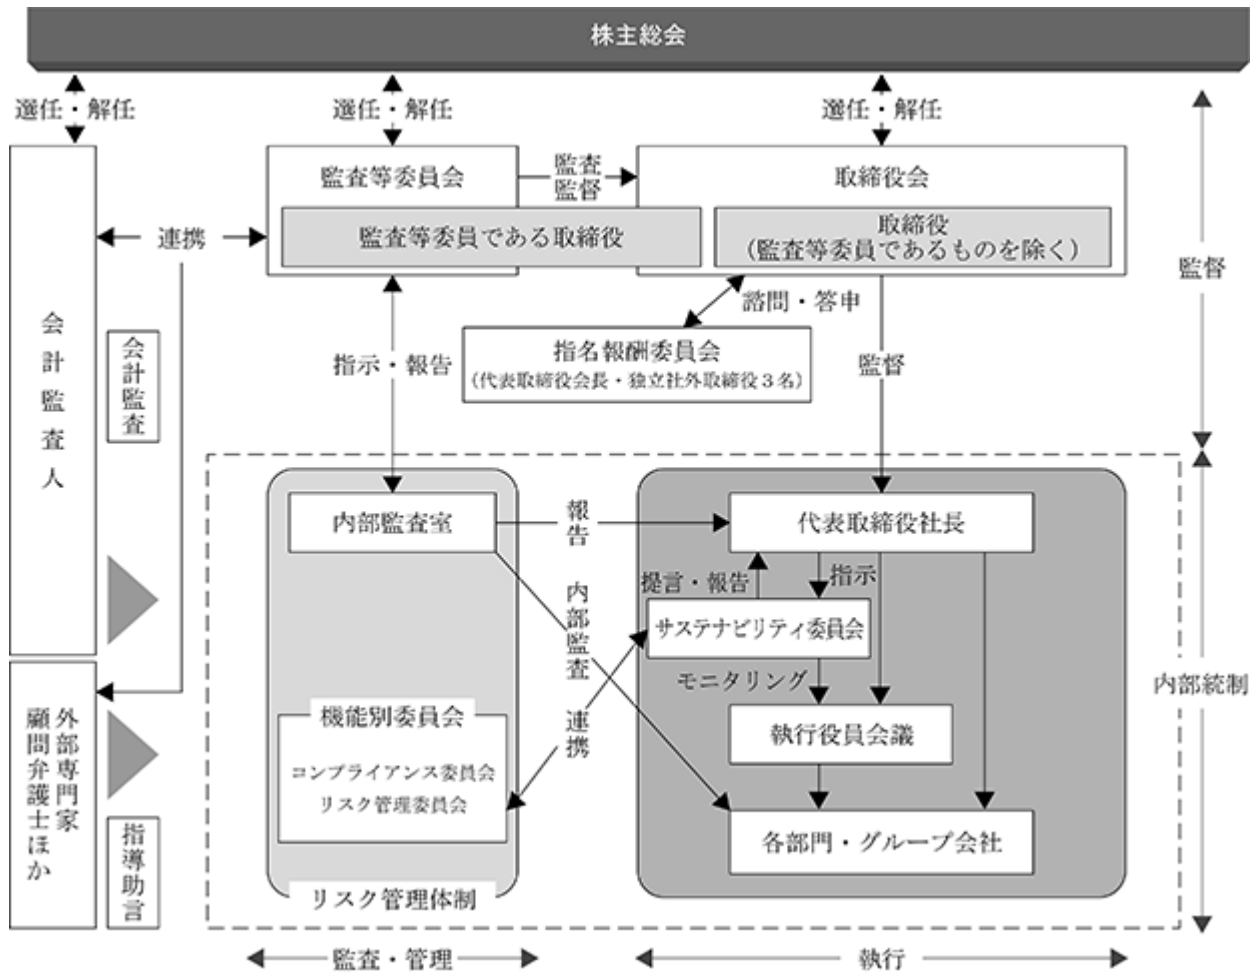 株主総会
選任・解任
選任・解任
選任・解任
監査等委員会
監査
監督
取締役会
監査等委員である取締役
取締役
（監査等委員であるものを除く）
連携
監督
諮問・答申
会計監査人
会計監査
指示・報告
指名報酬委員会
（代表取締役会長・独立社外取締役３名）
監督
内部監査室
報告
代表取締役社長
提言・報告
指示
内部監査
サステナビリティ委員会
モニタリング
連携
内部統制
外部専門家
顧問弁護士ほか
機能別委員会
コンプライアンス委員会
リスク管理委員会
執行役員会議
各部門・グループ会社
指導助言
リスク管理体制
監査・管理
執行